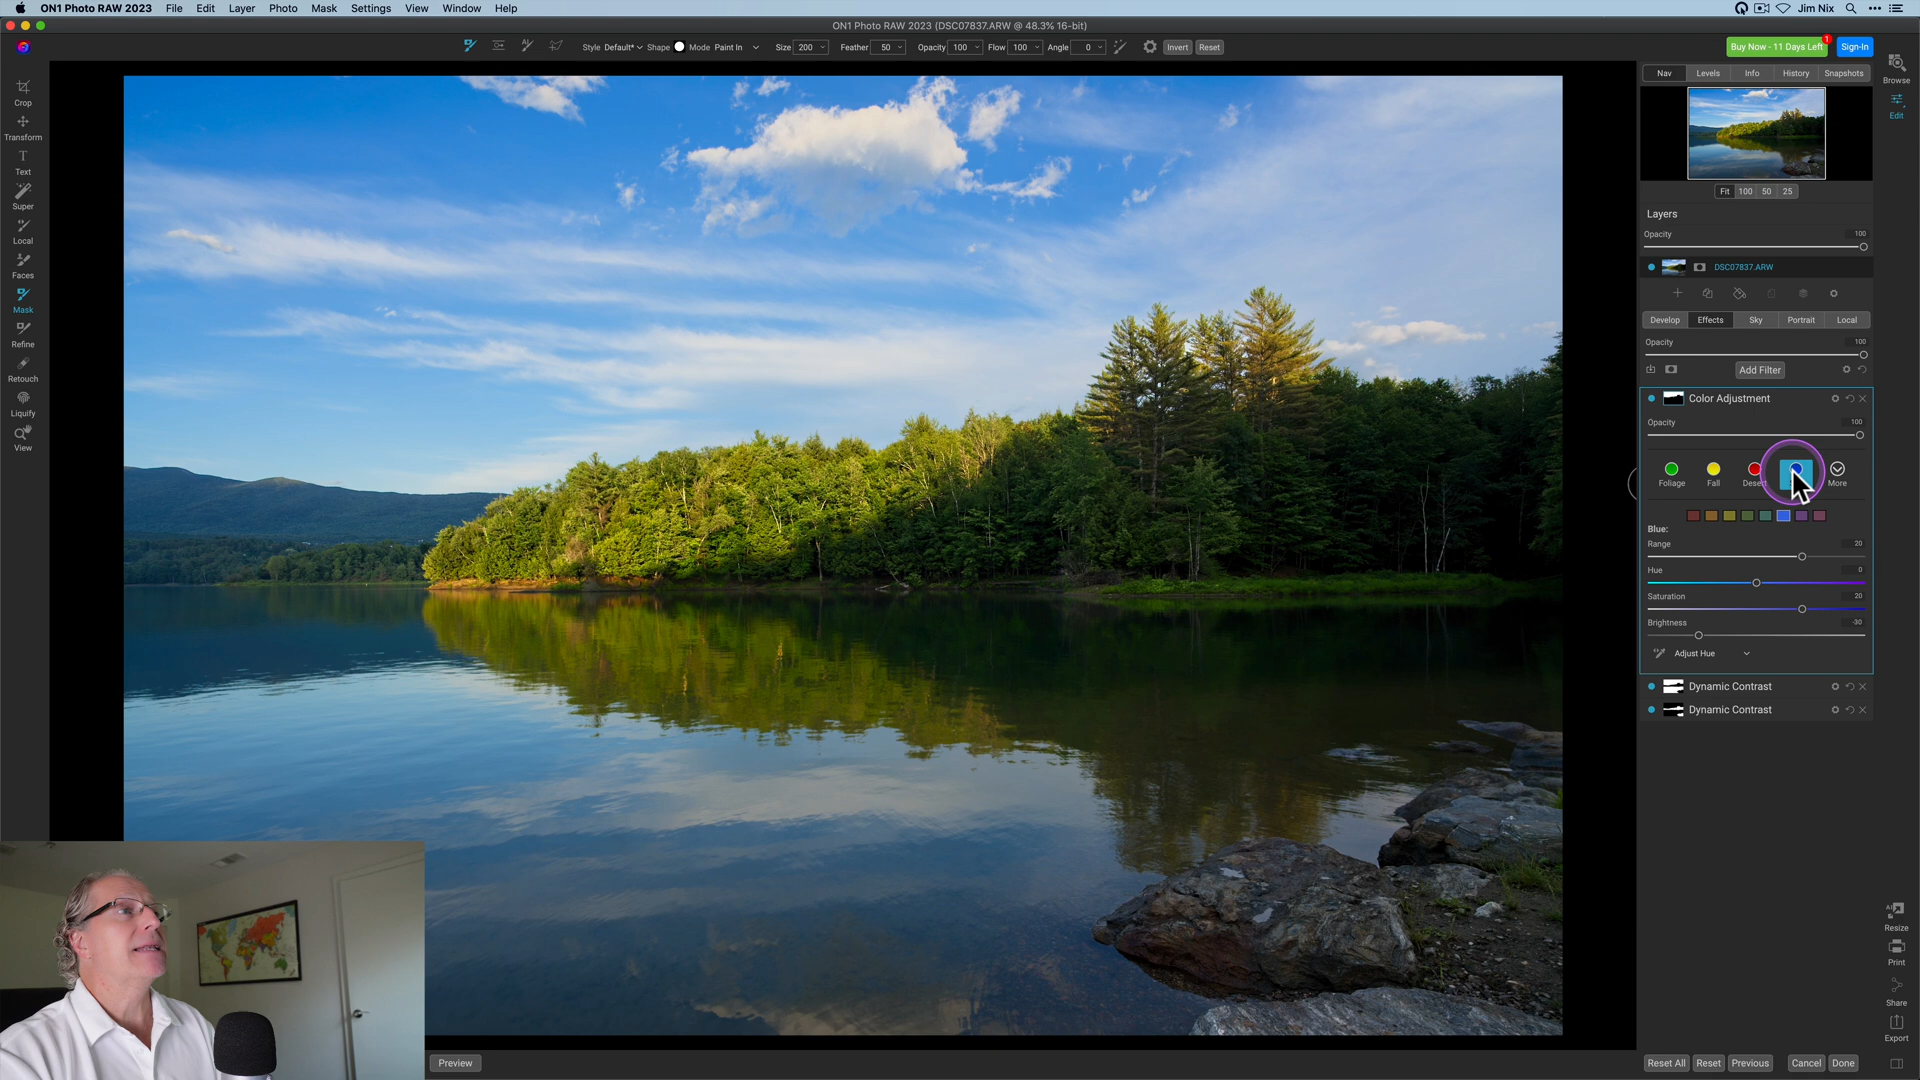 ON1 Photo RAW 2023 File Edit Layer Photo Mask Settings View Window Help Jim Nix
ON1 Photo RAW 2023 (DSC07837.ARW @ 48.3% 16-bit)
Style Default* Shape Mode Paint In Size 200 Feather 50 Opacity 100 Flow 100 Angle 0 Invert Reset Buy Now - 11 Days Left 1 Sign-In
Crop
Transform
Text
Super
Local
Faces
Mask
Refine
Retouch
Liquify
View
Nav Levels Info History Snapshots
Browse
Edit
Fit 100 50 25
Layers
Opacity 100
DSC07837.ARW
Develop Effects Sky Portrait Local
Opacity 100
Add Filter
Color Adjustment
Opacity 100
Foliage Fall Desert More
Blue:
Range 20
Hue 0
Saturation 20
Brightness -30
Adjust Hue
Dynamic Contrast
Dynamic Contrast
AI
Resize
Print
Share
Export
Preview
Reset All Reset Previous Cancel Done